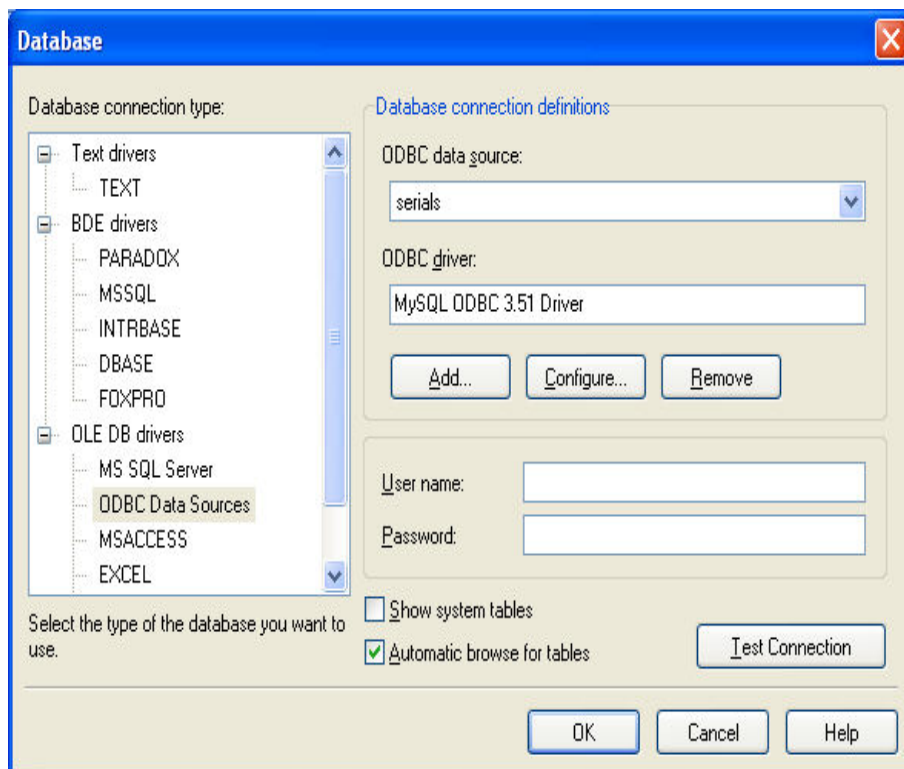 Database
Database connection type:
Text drivers
TEXT
BDE drivers
PARADOX
MSSQL
INTRBASE
DBASE
FOXPRO
OLE DB drivers
MS SQL Server
ODBC Data Sources
MSACCESS
EXCEL
Select the type of the database you want to
use.
Database connection definitions
ODBC data source:
serials
ODBC driver:
MySQL ODBC 3.51 Driver
Add... Configure... Remove
User name:
Password:
Show system tables
Automatic browse for tables
Test Connection
OK Cancel Help